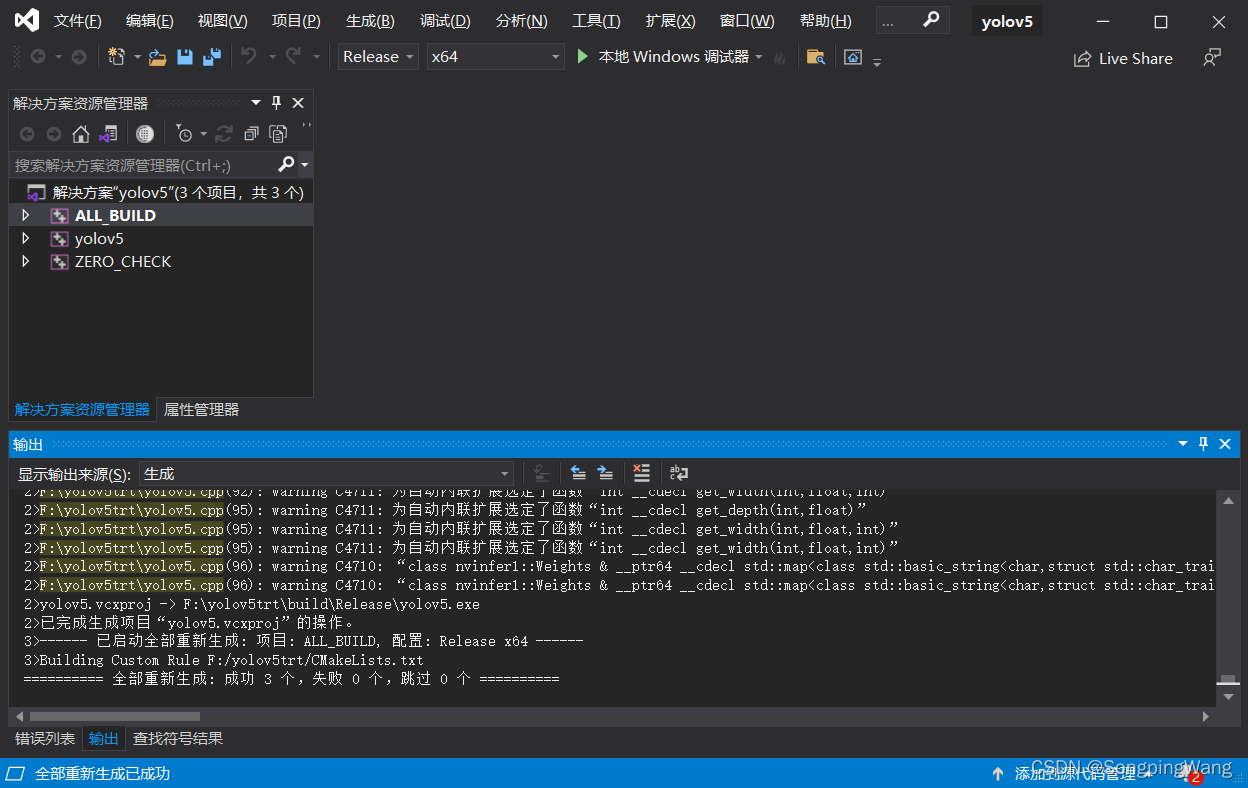 文件(F) 编辑(E) 视图(V) 项目(P) 生成(B) 调试(D) 分析(N) 工具(T) 扩展(X) 窗口(W) 帮助(H) ... yolov5
Release x64 本地 Windows 调试器 Live Share
解决方案资源管理器
搜索解决方案资源管理器(Ctrl+;)
解决方案“yolov5”(3 个项目，共 3 个)
ALL_BUILD
yolov5
ZERO_CHECK
解决方案资源管理器 属性管理器
输出
显示输出来源(S): 生成
2>F:\yolov5trt\yolov5.cpp(92): warning C4711: 为自动内联扩展选定了函数“int __cdecl get_width(int,float,int)
2>F:\yolov5trt\yolov5.cpp(95): warning C4711: 为自动内联扩展选定了函数“int __cdecl get_depth(int,float)”
2>F:\yolov5trt\yolov5.cpp(95): warning C4711: 为自动内联扩展选定了函数“int __cdecl get_width(int,float,int)”
2>F:\yolov5trt\yolov5.cpp(95): warning C4711: 为自动内联扩展选定了函数“int __cdecl get_width(int,float,int)”
2>F:\yolov5trt\yolov5.cpp(96): warning C4710: “class nvinfer1::Weights & __ptr64 __cdecl std::map<class std::basic_string<char,struct std::char_trai
2>F:\yolov5trt\yolov5.cpp(96): warning C4710: “class nvinfer1::Weights & __ptr64 __cdecl std::map<class std::basic_string<char,struct std::char_trai
2>yolov5.vcxproj -> F:\yolov5trt\build\Release\yolov5.exe
2>已完成生成项目“yolov5.vcxproj”的操作。
3>------ 已启动全部重新生成: 项目: ALL_BUILD, 配置: Release x64 ------
3>Building Custom Rule F:/yolov5trt/CMakeLists.txt
========== 全部重新生成: 成功 3 个，失败 0 个，跳过 0 个 ==========
错误列表 输出 查找符号结果
全部重新生成已成功 添加到源代码管理 2
CSDN @SongpingWang